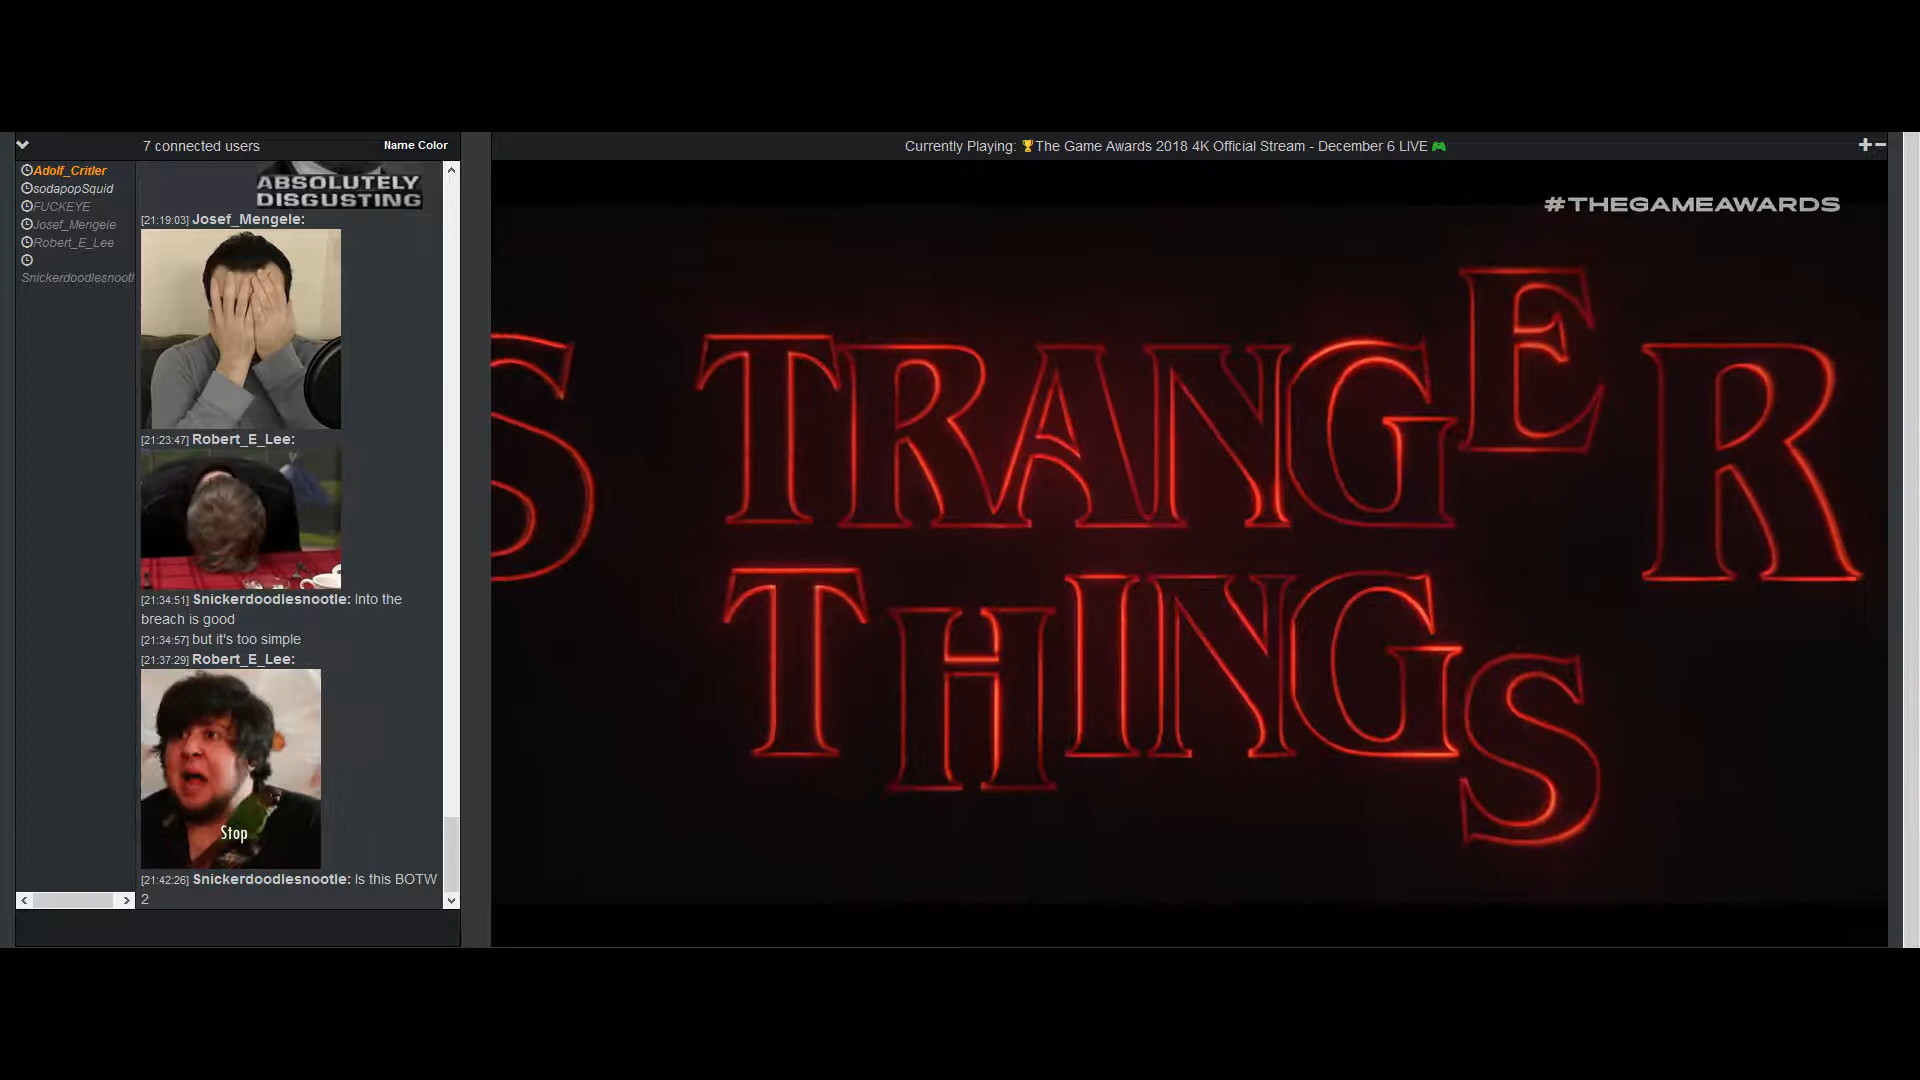 7 connected users
Name Color
Currently Playing: 🏆The Game Awards 2018 4K Official Stream - December 6 LIVE 🎮
Adolf_Critler
sodapopSquid
FUCKEYE
Josef_Mengele
Robert_E_Lee
Snickerdoodlesnootl
ABSOLUTELY
DISGUSTING
[21:19:03] Josef_Mengele:
[21:23:47] Robert_E_Lee:
[21:34:51] Snickerdoodlesnootle: Into the
breach is good
[21:34:57] but it's too simple
[21:37:29] Robert_E_Lee:
Stop
[21:42:26] Snickerdoodlesnootle: Is this BOTW
2
#THEGAMEAWARDS
S TRANGE R
THINGS